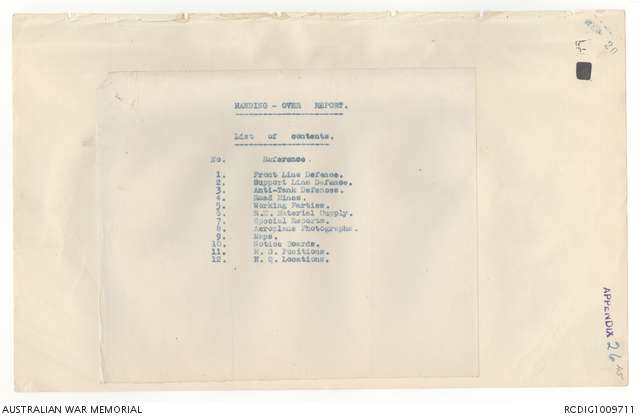 HANDING - OVER REPORT.
List of contents.
No. Reference.
1. Front Line Defence.
2. Support Line Defence.
3. Anti-Tank Defences.
4. Road Mines.
5. Working Parties.
6. R.E. Material Supply.
7. Special Reports.
8. Aeroplane Photographs.
9. Maps.
10. Notice Boards.
11. M. G. Positions.
12. H. Q. Locations.
APPENDIX 26
AUSTRALIAN WAR MEMORIAL
RCDIG1009711